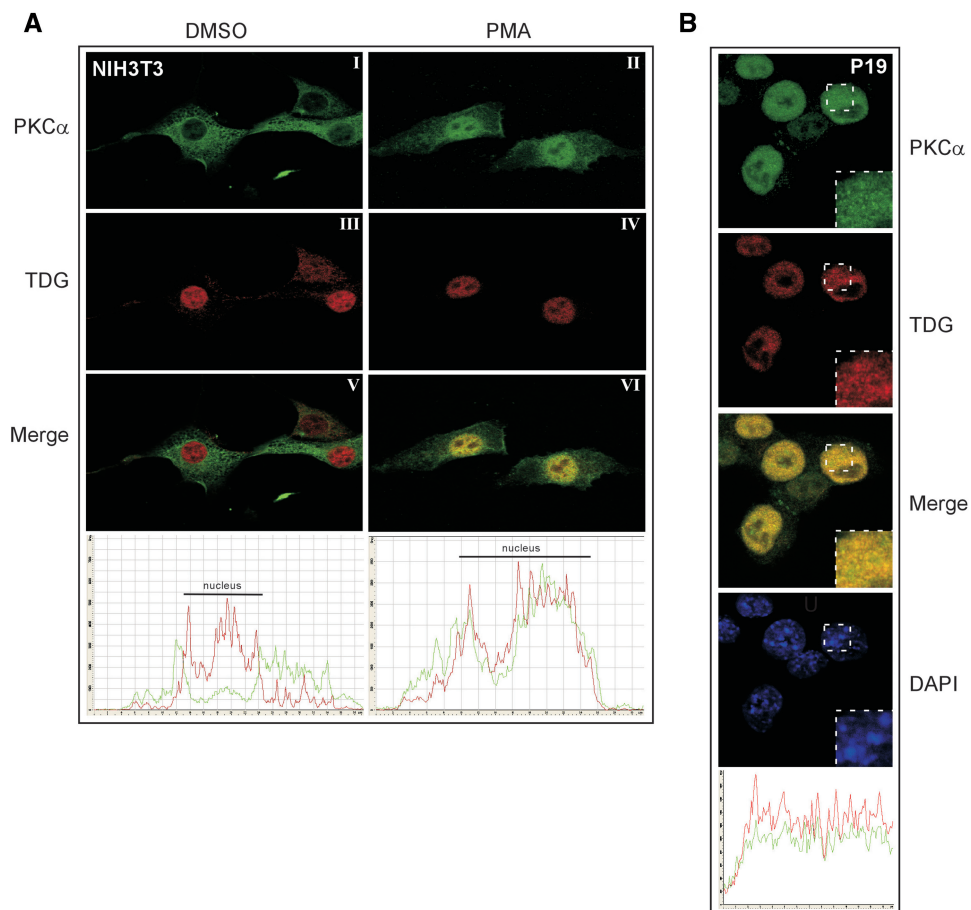 A
DMSO
PMA
NIH3T3
I
II
PKCα
III
IV
TDG
V
VI
Merge
nucleus
nucleus
B
P19
PKCα
TDG
Merge
DAPI